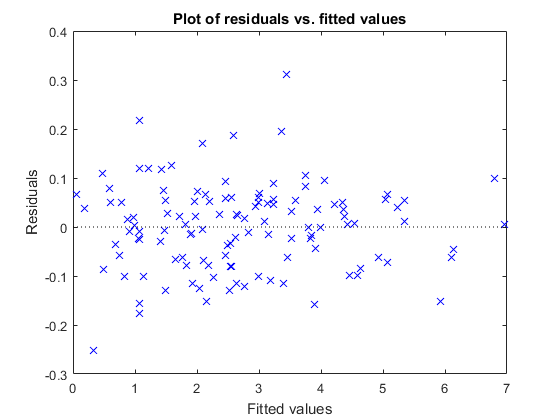 Plot of residuals vs. fitted values
0.4
0.3
0.2
0.1
0
-0.1
-0.2
-0.3
Residuals
0 1 2 3 4 5 6 7
Fitted values